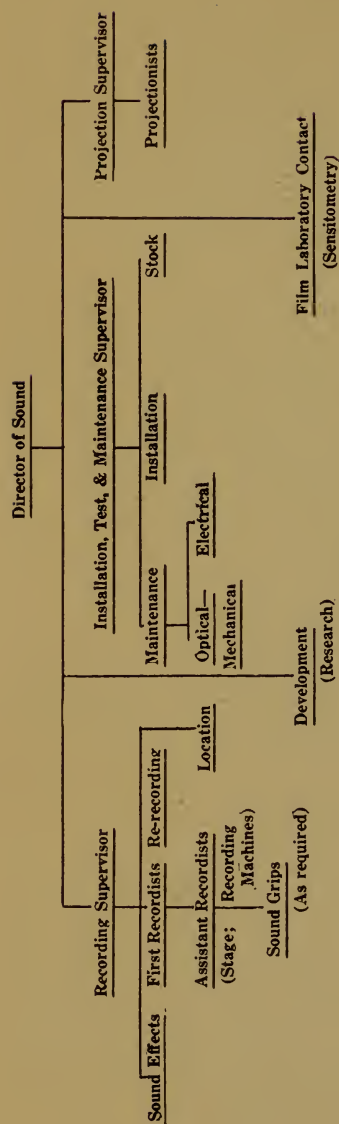 Director of Sound
Recording Supervisor
Installation, Test, & Maintenance Supervisor
Projection Supervisor
Sound Effects
First Recordists
Re-recording
Maintenance
Installation
Stock
Projectionists
Assistant Recordists
(Stage; Recording
Machines)
Location
Optical—
Mechanical
Electrical
Sound Grips
(As required)
Development
(Research)
Film Laboratory Contact
(Sensitometry)